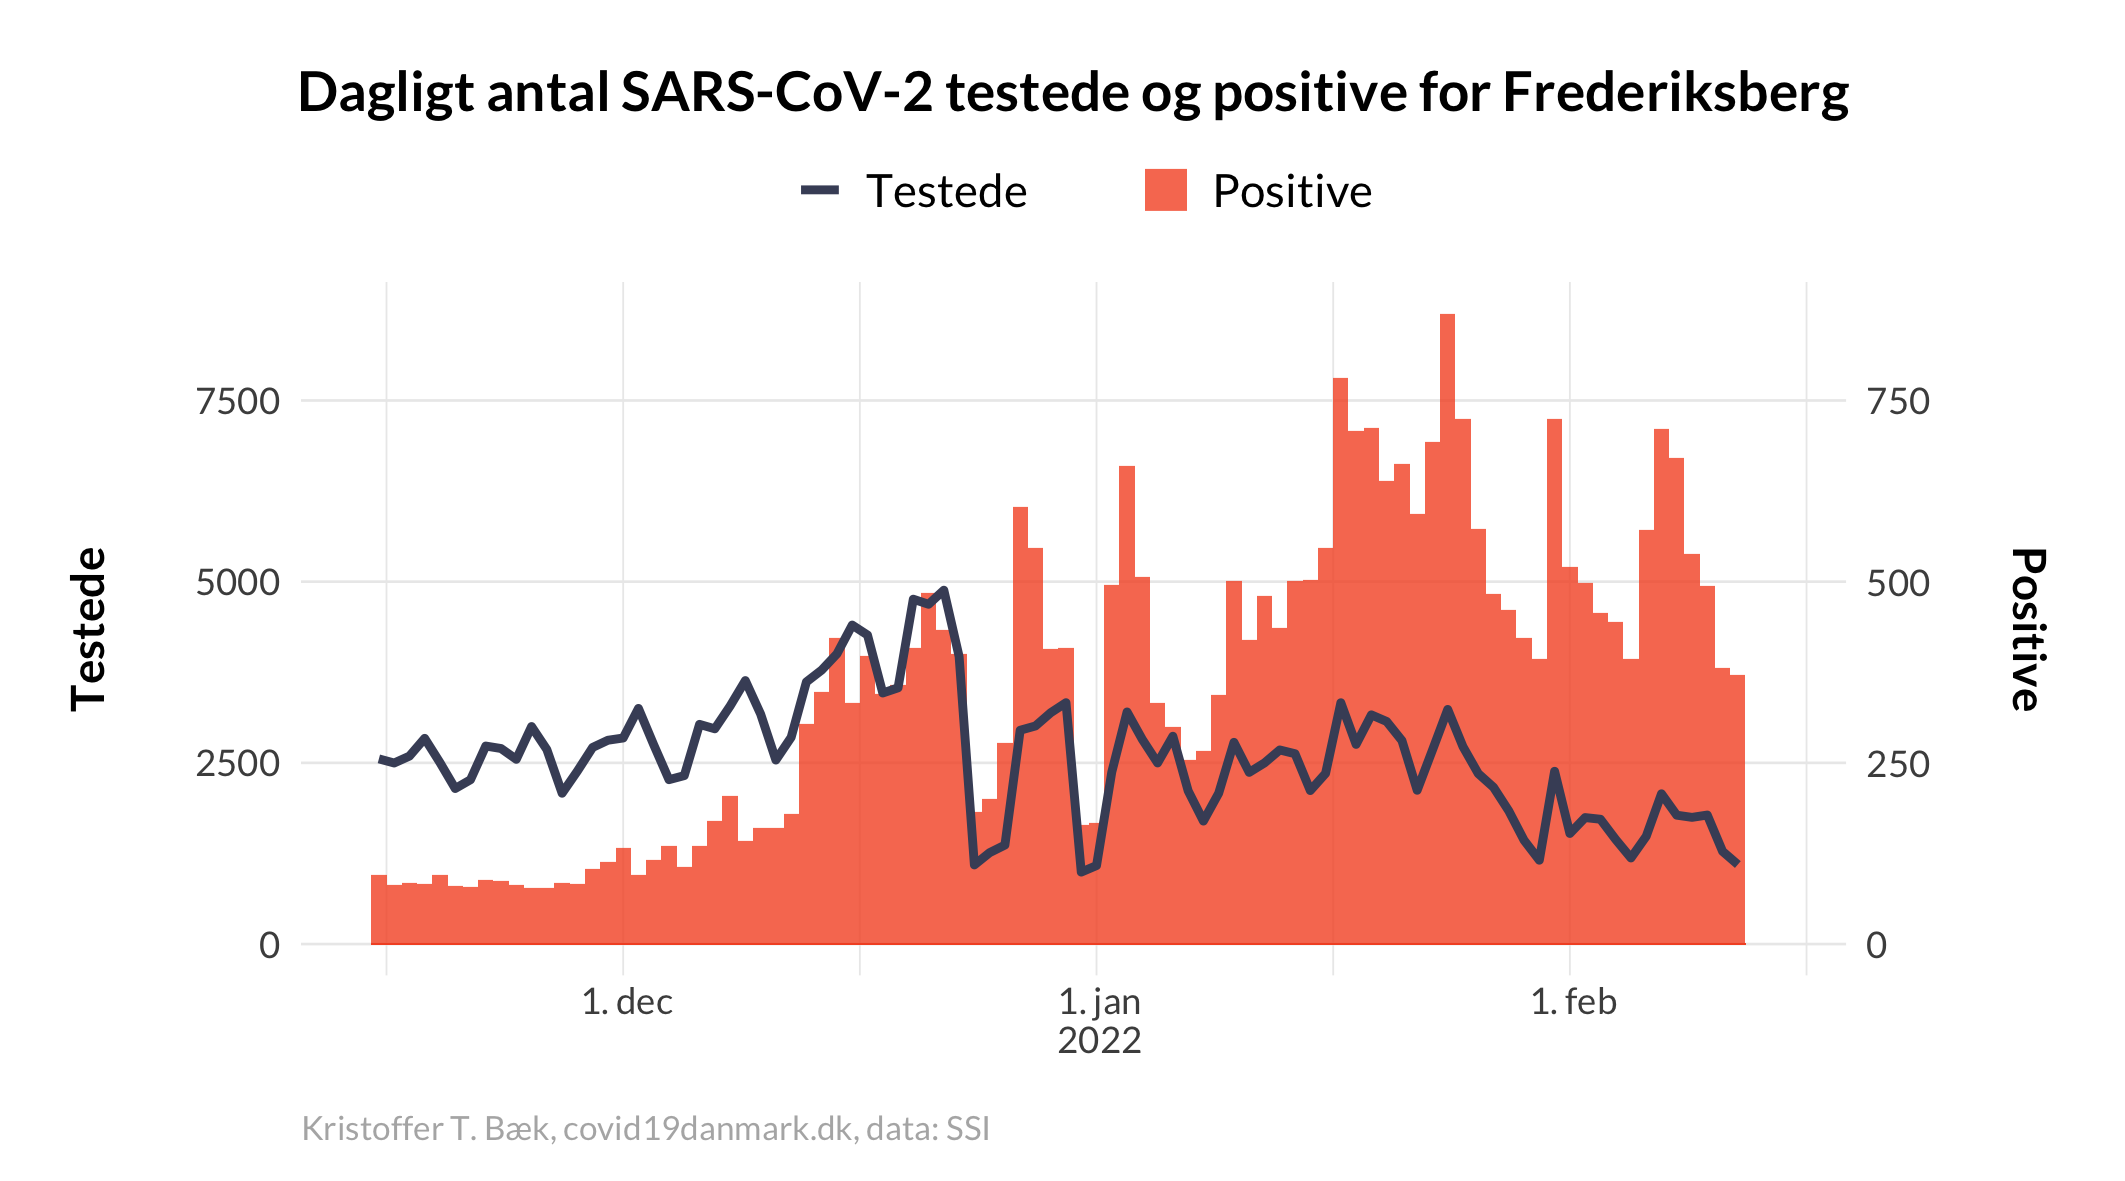 Dagligt antal SARS-CoV-2 testede og positive for Frederiksberg
Testede
Positive
7500
5000
2500
0
750
500
250
0
Testede
Positive
1. dec
1. jan
2022
1. feb
Kristoffer T. Bæk, covid19danmark.dk, data: SSI